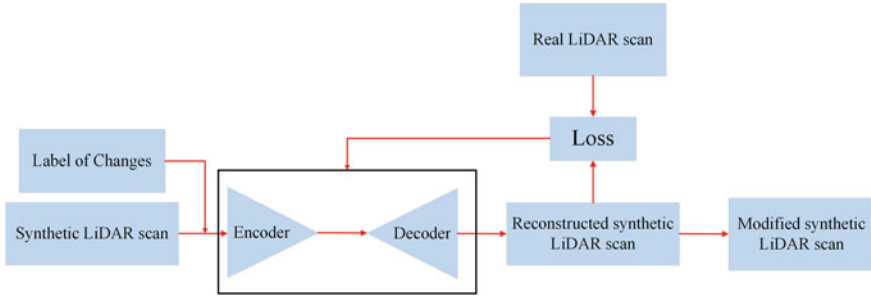 Real LiDAR scan
Loss
Label of Changes
Synthetic LiDAR scan
Encoder
Decoder
Reconstructed synthetic
LiDAR scan
Modified synthetic
LiDAR scan